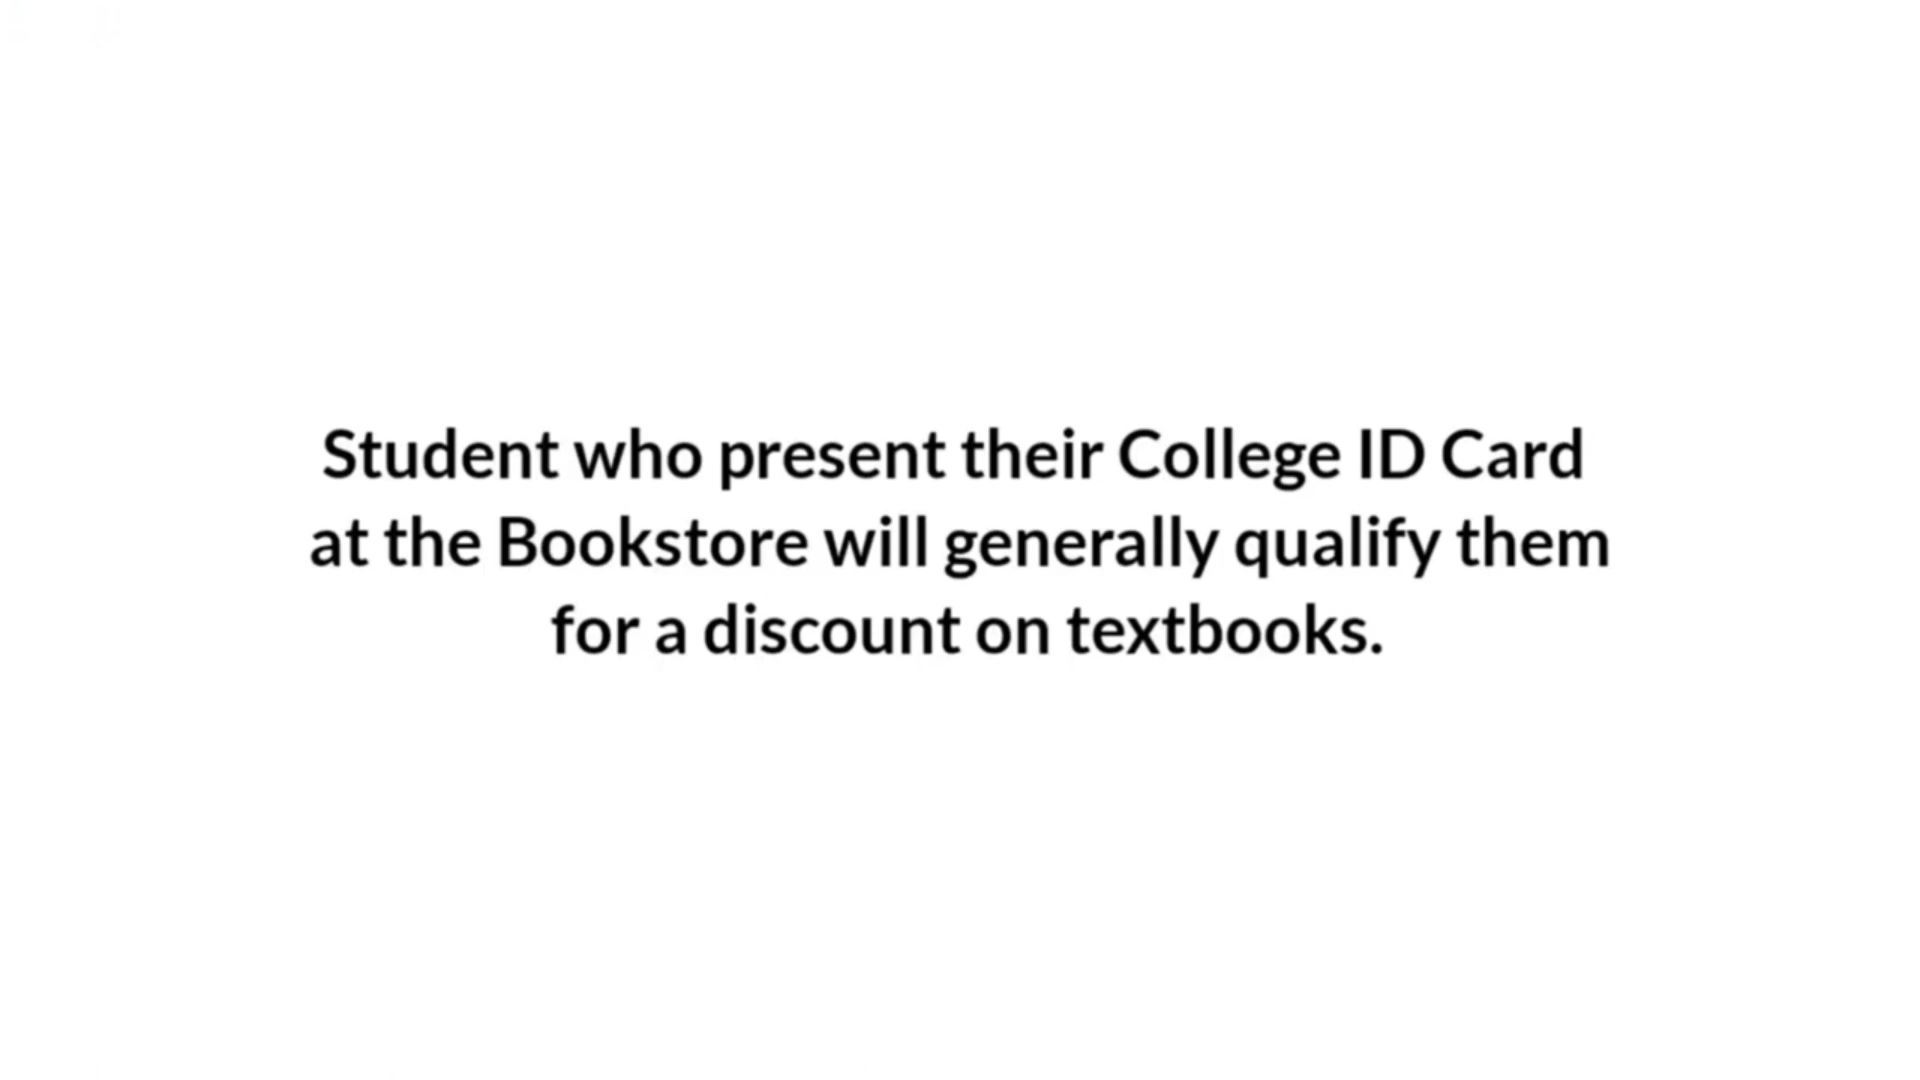 Student who present their College ID Card
at the Bookstore will generally qualify them
for a discount on textbooks.